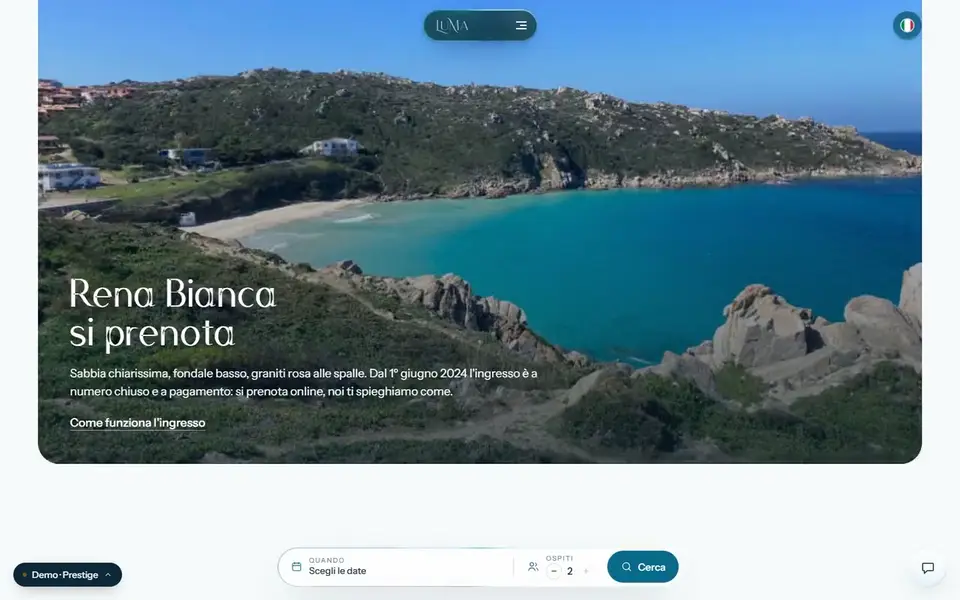 LUXIA
Rena Bianca
si prenota
Sabbia chiarissima, fondale basso, graniti rosa alle spalle. Dal 1° giugno 2024 l'ingresso è a
numero chiuso e a pagamento: si prenota online, noi ti spieghiamo come.
Come funziona l'ingresso
Demo·Prestige
QUANDO
Scegli le date
OSPITI
− 2 +
Cerca